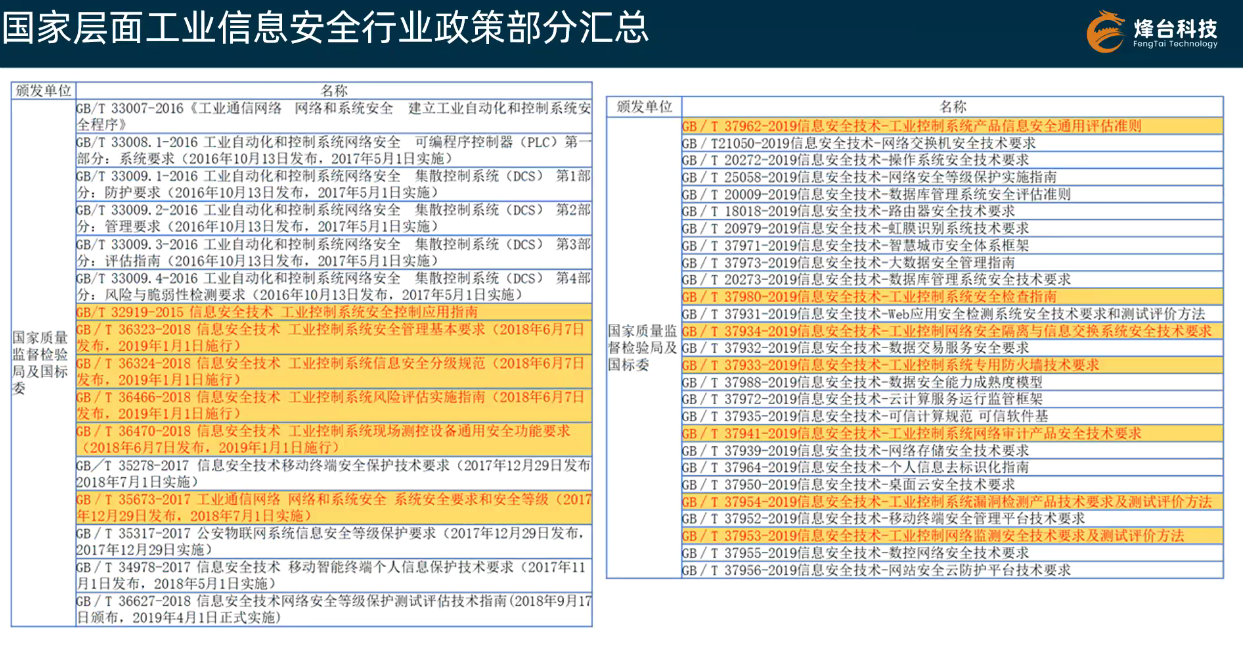 国家层面工业信息安全行业政策部分汇总
烽台科技
FengTai Technology
颁发单位
名称
国家质量
监督检验
局及国标
委
GB/T 33007-2016《工业通信网络 网络和系统安全 建立工业自动化和控制系统安
全程序》
GB/T 33008.1-2016 工业自动化和控制系统网络安全 可编程序控制器（PLC）第一
部分：系统要求（2016年10月13日发布，2017年5月1日实施）
GB/T 33009.1-2016 工业自动化和控制系统网络安全 集散控制系统（DCS） 第1部
分：防护要求（2016年10月13日发布，2017年5月1日实施）
GB/T 33009.2-2016 工业自动化和控制系统网络安全 集散控制系统（DCS） 第2部
分：管理要求（2016年10月13日发布，2017年5月1日实施）
GB/T 33009.3-2016 工业自动化和控制系统网络安全 集散控制系统（DCS） 第3部
分：评估指南（2016年10月13日发布，2017年5月1日实施）
GB/T 33009.4-2016 工业自动化和控制系统网络安全 集散控制系统（DCS） 第4部
分：风险与脆弱性检测要求（2016年10月13日发布，2017年5月1日实施）
GB/T 32919-2015 信息安全技术 工业控制系统安全控制应用指南
GB／T 36323-2018 信息安全技术 工业控制系统安全管理基本要求（2018年6月7日
发布，2019年1月1日施行）
GB／T 36324-2018 信息安全技术 工业控制系统信息安全分级规范（2018年6月7日
发布，2019年1月1日施行）
GB／T 36466-2018 信息安全技术 工业控制系统风险评估实施指南（2018年6月7日
发布，2019年1月1日施行）
GB／T 36470-2018 信息安全技术 工业控制系统现场测控设备通用安全功能要求
（2018年6月7日发布，2019年1月1日施行）
GB／T 35278-2017 信息安全技术移动终端安全保护技术要求（2017年12月29日发布
2018年7月1日实施）
GB／T 35673-2017 工业通信网络 网络和系统安全 系统安全要求和安全等级（2017
年12月29日发布，2018年7月1日实施）
GB／T 35317-2017 公安物联网系统信息安全等级保护要求（2017年12月29日发布，
2017年12月29日实施）
GB／T 34978-2017 信息安全技术 移动智能终端个人信息保护技术要求（2017年11
月1日发布，2018年5月1日实施）
GB／T 36627-2018 信息安全技术网络安全等级保护测试评估技术指南(2018年9月17
日颁布，2019年4月1日正式实施)
颁发单位
名称
国家质量监
督检验局及
国标委
GB／T 37962-2019信息安全技术-工业控制系统产品信息安全通用评估准则
GB／T21050-2019信息安全技术-网络交换机安全技术要求
GB／T 20272-2019信息安全技术-操作系统安全技术要求
GB／T 25058-2019信息安全技术-网络安全等级保护实施指南
GB／T 20009-2019信息安全技术-数据库管理系统安全评估准则
GB／T 18018-2019信息安全技术-路由器安全技术要求
GB／T 20979-2019信息安全技术-虹膜识别系统技术要求
GB／T 37971-2019信息安全技术-智慧城市安全体系框架
GB／T 37973-2019信息安全技术-大数据安全管理指南
GB／T 20273-2019信息安全技术-数据库管理系统安全技术要求
GB／T 37980-2019信息安全技术-工业控制系统安全检查指南
GB／T 37931-2019信息安全技术-Web应用安全检测系统安全技术要求和测试评价方法
GB／T 37934-2019信息安全技术-工业控制网络安全隔离与信息交换系统安全技术要求
GB／T 37932-2019信息安全技术-数据交易服务安全要求
GB／T 37933-2019信息安全技术-工业控制系统专用防火墙技术要求
GB／T 37988-2019信息安全技术-数据安全能力成熟度模型
GB／T 37972-2019信息安全技术-云计算服务运行监管框架
GB／T 37935-2019信息安全技术-可信计算规范 可信软件基
GB／T 37941-2019信息安全技术-工业控制系统网络审计产品安全技术要求
GB／T 37939-2019信息安全技术-网络存储安全技术要求
GB／T 37964-2019信息安全技术-个人信息去标识化指南
GB／T 37950-2019信息安全技术-桌面云安全技术要求
GB／T 37954-2019信息安全技术-工业控制系统漏洞检测产品技术要求及测试评价方法
GB／T 37952-2019信息安全技术-移动终端安全管理平台技术要求
GB／T 37953-2019信息安全技术-工业控制网络监测安全技术要求及测试评价方法
GB／T 37955-2019信息安全技术-数控网络安全技术要求
GB／T 37956-2019信息安全技术-网站安全云防护平台技术要求